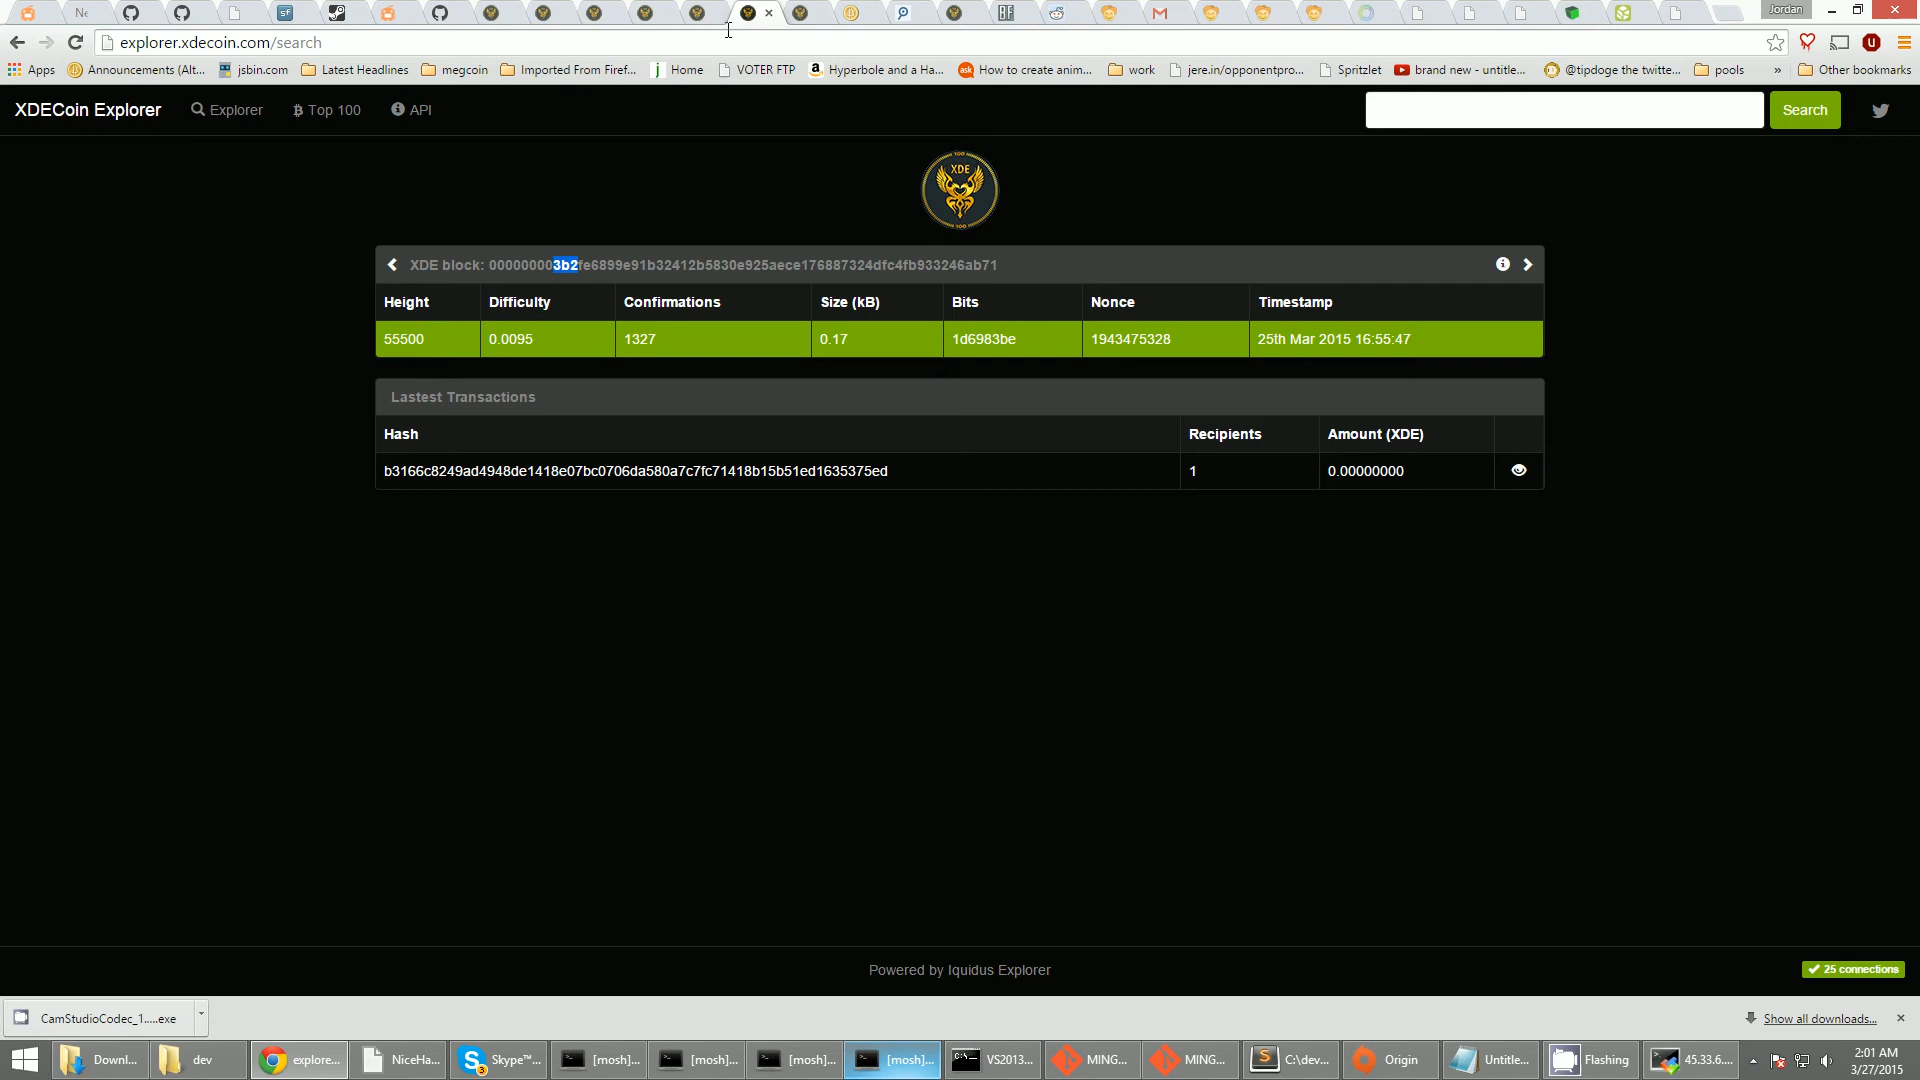 Jordan
explorer.xdecoin.com/search
Apps
Announcements (Alt...
jsbin.com
Latest Headlines
megcoin
Imported From Firef...
Home
VOTER FTP
Hyperbole and a Ha...
How to create anim...
work
jere.in/opponentpro...
Spritzlet
brand new - untitle...
@tipdoge the twitte...
pools
»
Other bookmarks
XDECoin Explorer
Explorer
Top 100
API
Search
XDE
XDE block: 000000003b2fe6899e91b32412b5830e925aece176887324dfc4fb933246ab71
Height Difficulty Confirmations Size (kB) Bits Nonce Timestamp
55500 0.0095 1327 0.17 1d6983be 1943475328 25th Mar 2015 16:55:47
Lastest Transactions
Hash Recipients Amount (XDE)
b3166c8249ad4948de1418e07bc0706da580a7c7fc71418b15b51ed1635375ed 1 0.00000000
Powered by Iquidus Explorer
25 connections
CamStudioCodec_1.....exe
Show all downloads...
Downl...
dev
explore...
NiceHa...
Skype™...
[mosh]...
[mosh]...
[mosh]...
[mosh]...
VS2013...
MING...
MING...
C:\dev...
Origin
Untitle...
Flashing
45.33.6....
2:01 AM
3/27/2015